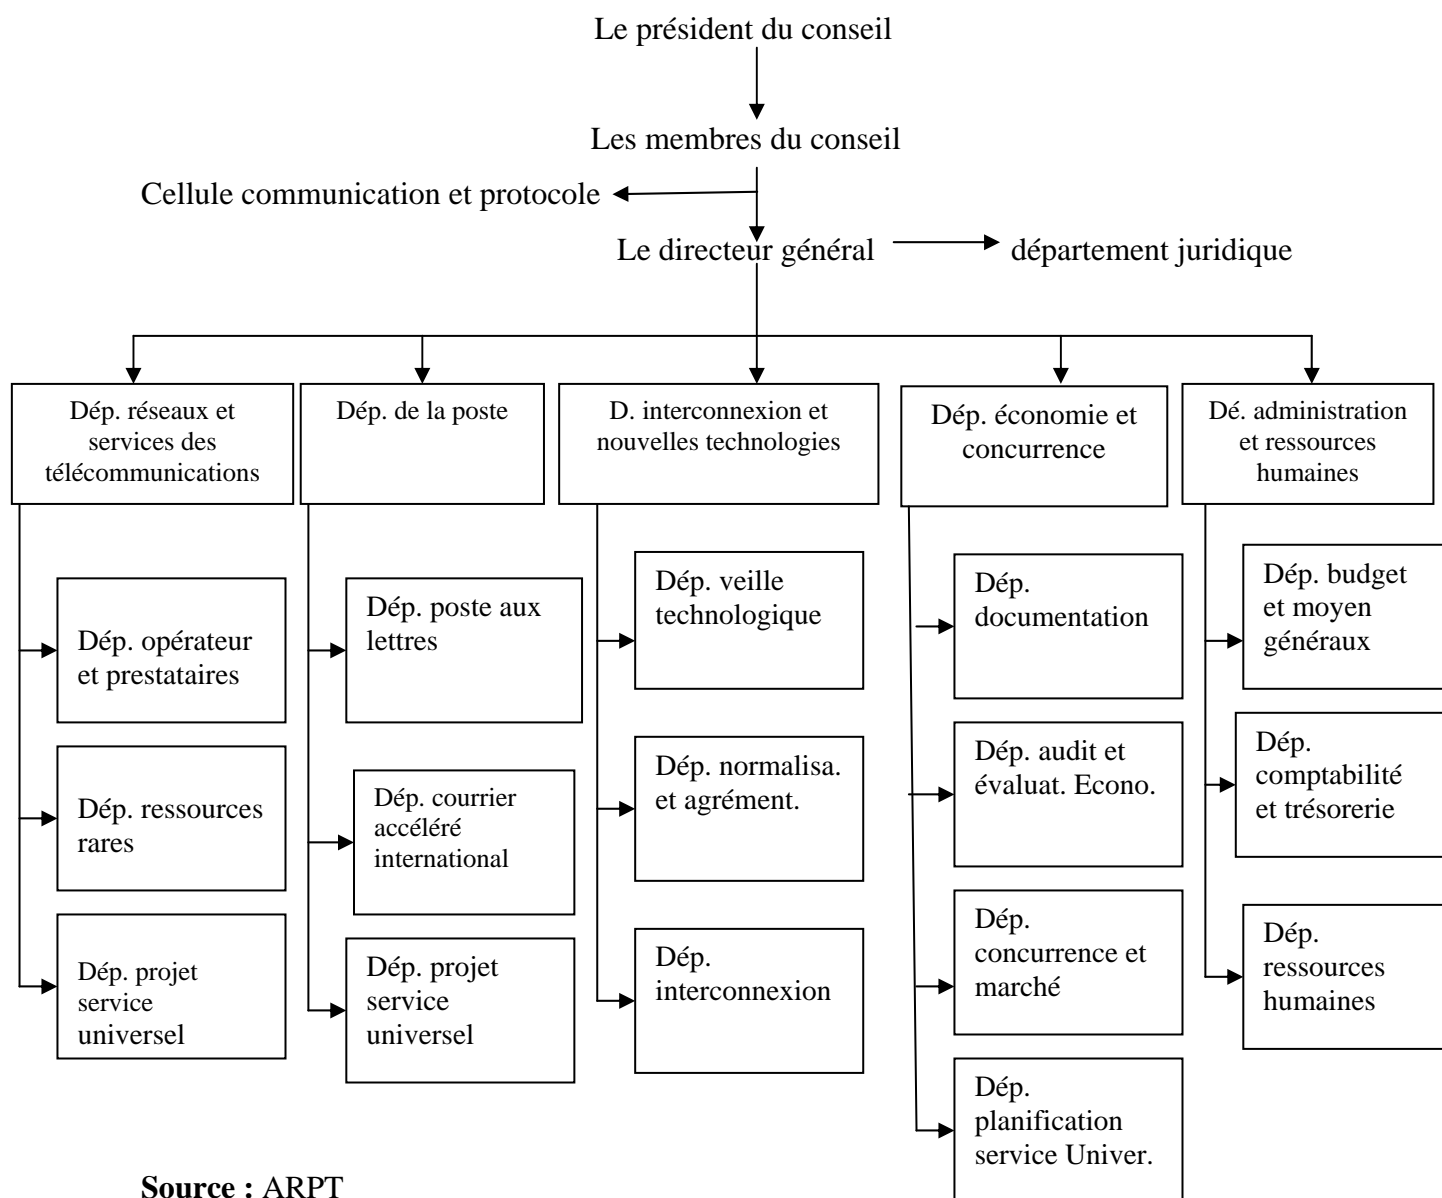 Le président du conseil
Les membres du conseil
Cellule communication et protocole
Le directeur général
département juridique
Dép. réseaux et
services des
télécommunications
Dép. de la poste
D. interconnexion et
nouvelles technologies
Dép. économie et
concurrence
Dé. administration
et ressources
humaines
Dép. opérateur
et prestataires
Dép. ressources
rares
Dép. projet
service
universel
Dép. poste aux
lettres
Dép. courrier
accéléré
international
Dép. projet
service
universel
Dép. veille
technologique
Dép. normalisa.
et agrément.
Dép.
interconnexion
Dép.
documentation
Dép. audit et
évaluat. Econo.
Dép.
concurrence et
marché
Dép.
planification
service Univer.
Dép. budget
et moyen
généraux
Dép.
comptabilité
et trésorerie
Dép.
ressources
humaines
Source : ARPT